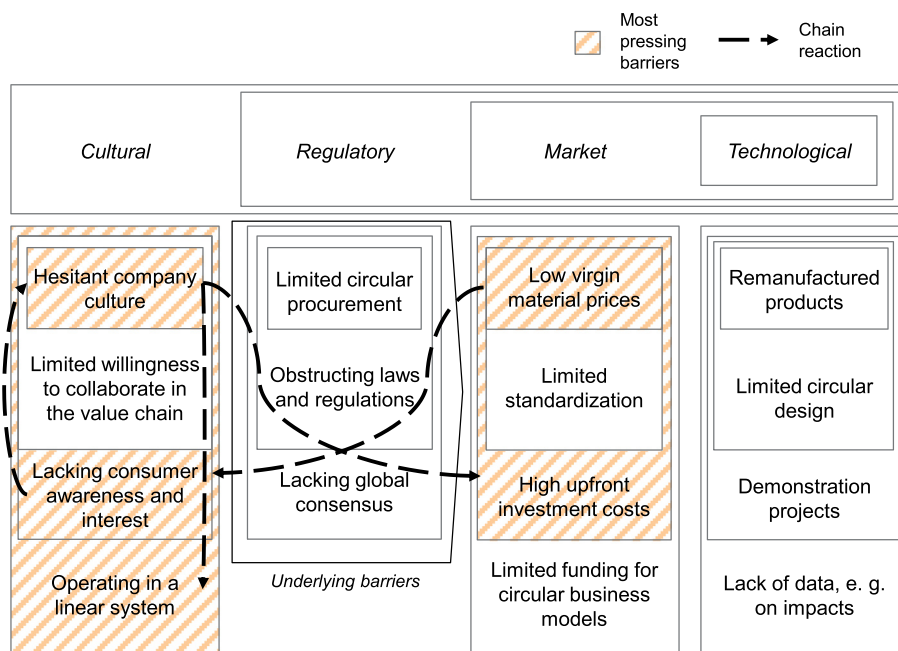 Most
pressing
barriers
Chain
reaction
Cultural
Regulatory
Market
Technological
Hesitant company
culture
Limited willingness
to collaborate in
the value chain
Lacking consumer
awareness and
interest
Operating in a
linear system
Limited circular
procurement
Obstructing laws
and regulations
Lacking global
consensus
Underlying barriers
Low virgin
material prices
Limited
standardization
High upfront
investment costs
Limited funding for
circular business
models
Remanufactured
products
Limited circular
design
Demonstration
projects
Lack of data, e. g.
on impacts